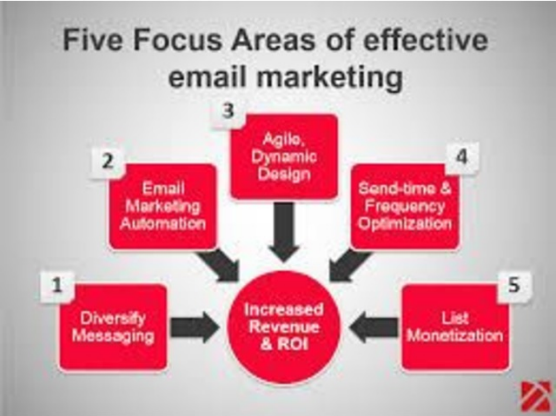 Five Focus Areas of effective
email marketing
1
Diversify
Messaging
2
Email
Marketing
Automation
3
Agile,
Dynamic
Design
4
Send-time &
Frequency
Optimization
5
List
Monetization
Increased
Revenue
& ROI